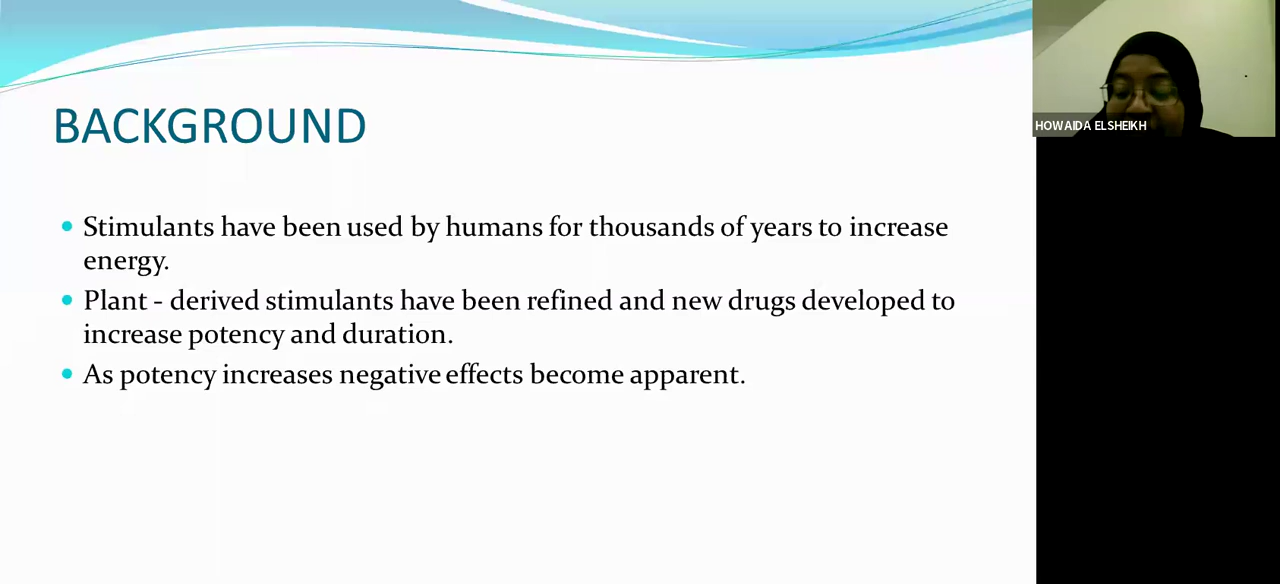 BACKGROUND
Stimulants have been used by humans for thousands of years to increase
energy.
Plant - derived stimulants have been refined and new drugs developed to
increase potency and duration.
As potency increases negative effects become apparent.
HOWAIDA ELSHEIKH